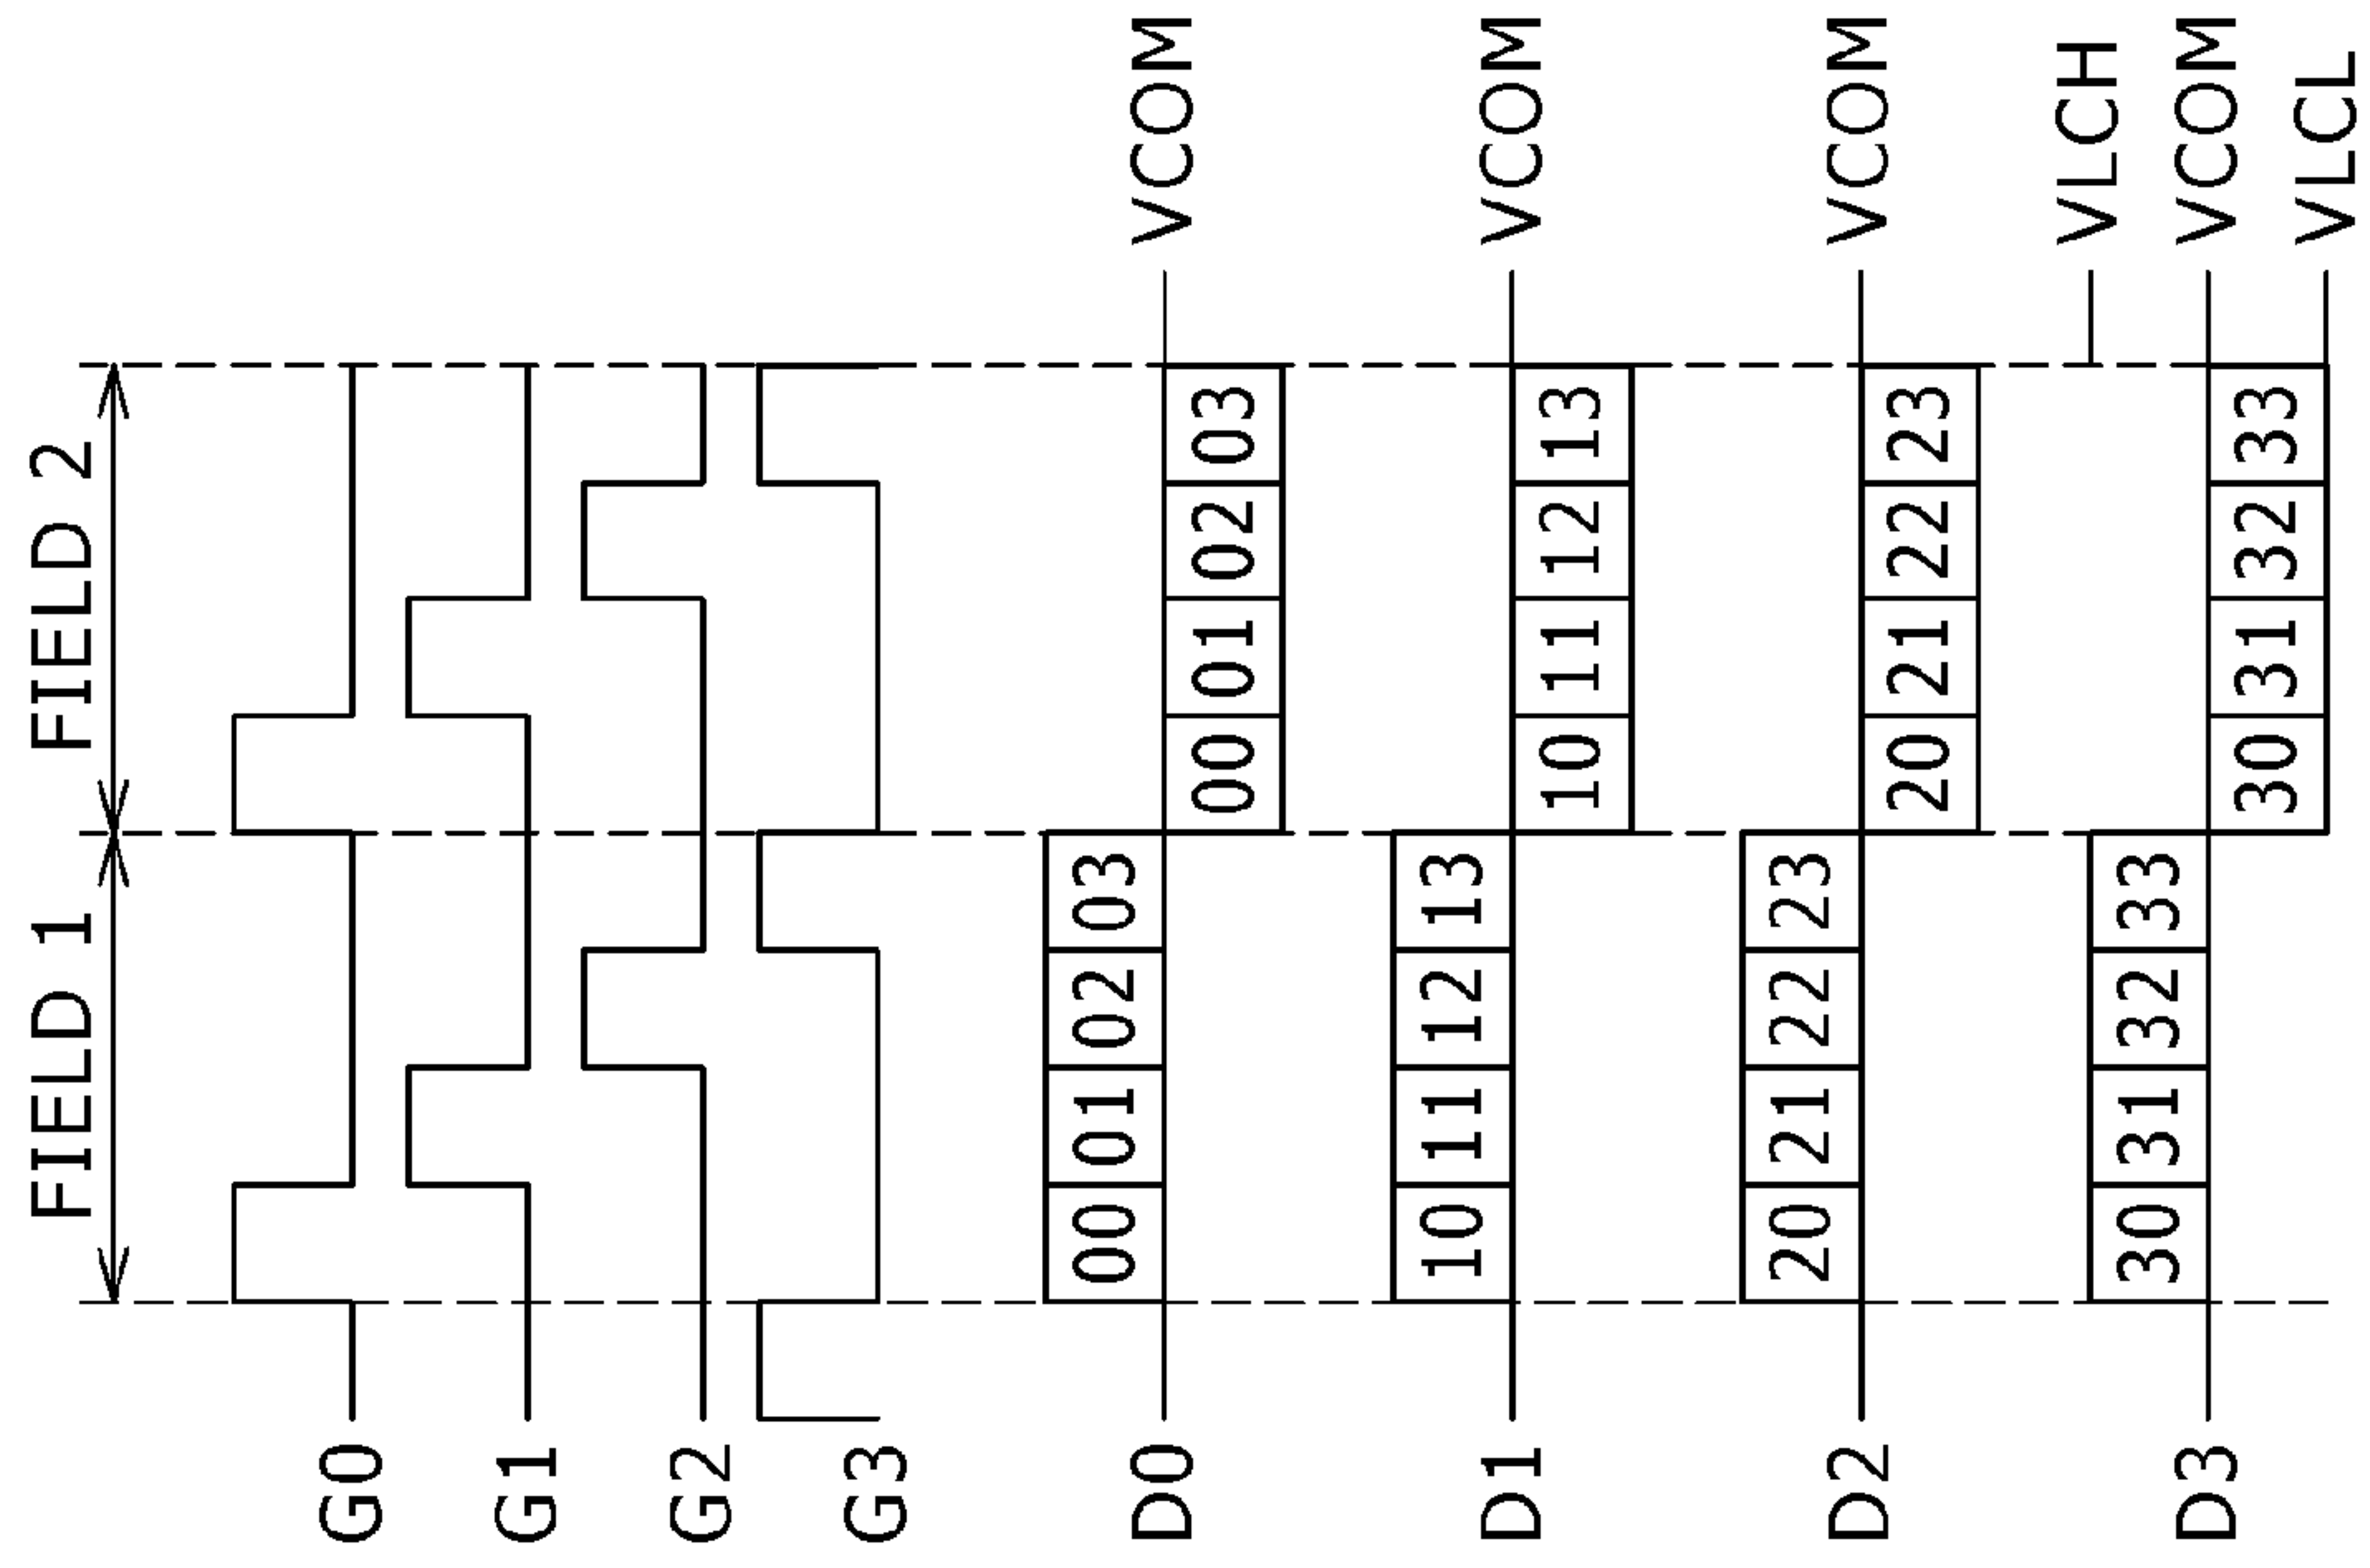 FIELD 1 FIELD 2
G0
G1
G2
G3
00 01 02 03
D0 VCOM
00 01 02 03
10 11 12 13
D1 VCOM
10 11 12 13
20 21 22 23
D2 VCOM
20 21 22 23
VLCH
30 31 32 33
D3 VCOM
30 31 32 33
VLCL